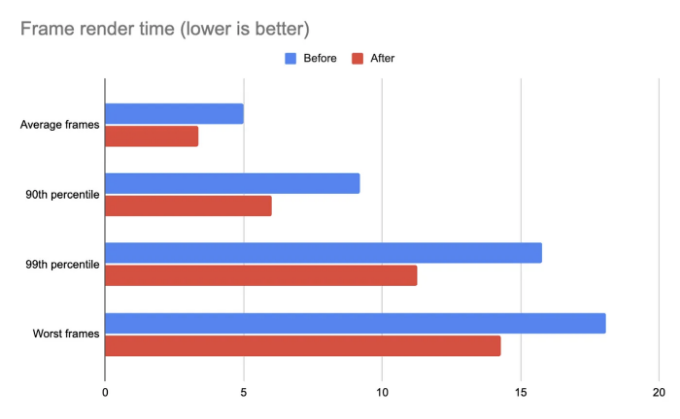 Frame render time (lower is better)
Before After
Average frames
90th percentile
99th percentile
Worst frames
0 5 10 15 20